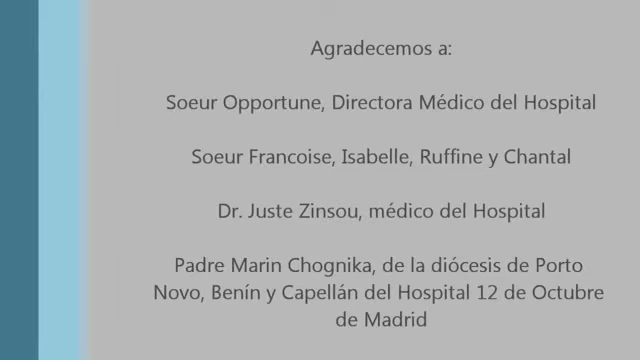 Agradecemos a:
Soeur Opportune, Directora Médico del Hospital
Soeur Francoise, Isabelle, Ruffine y Chantal
Dr. Juste Zinsou, médico del Hospital
Padre Marin Chognika, de la diócesis de Porto
Novo, Benín y Capellán del Hospital 12 de Octubre
de Madrid